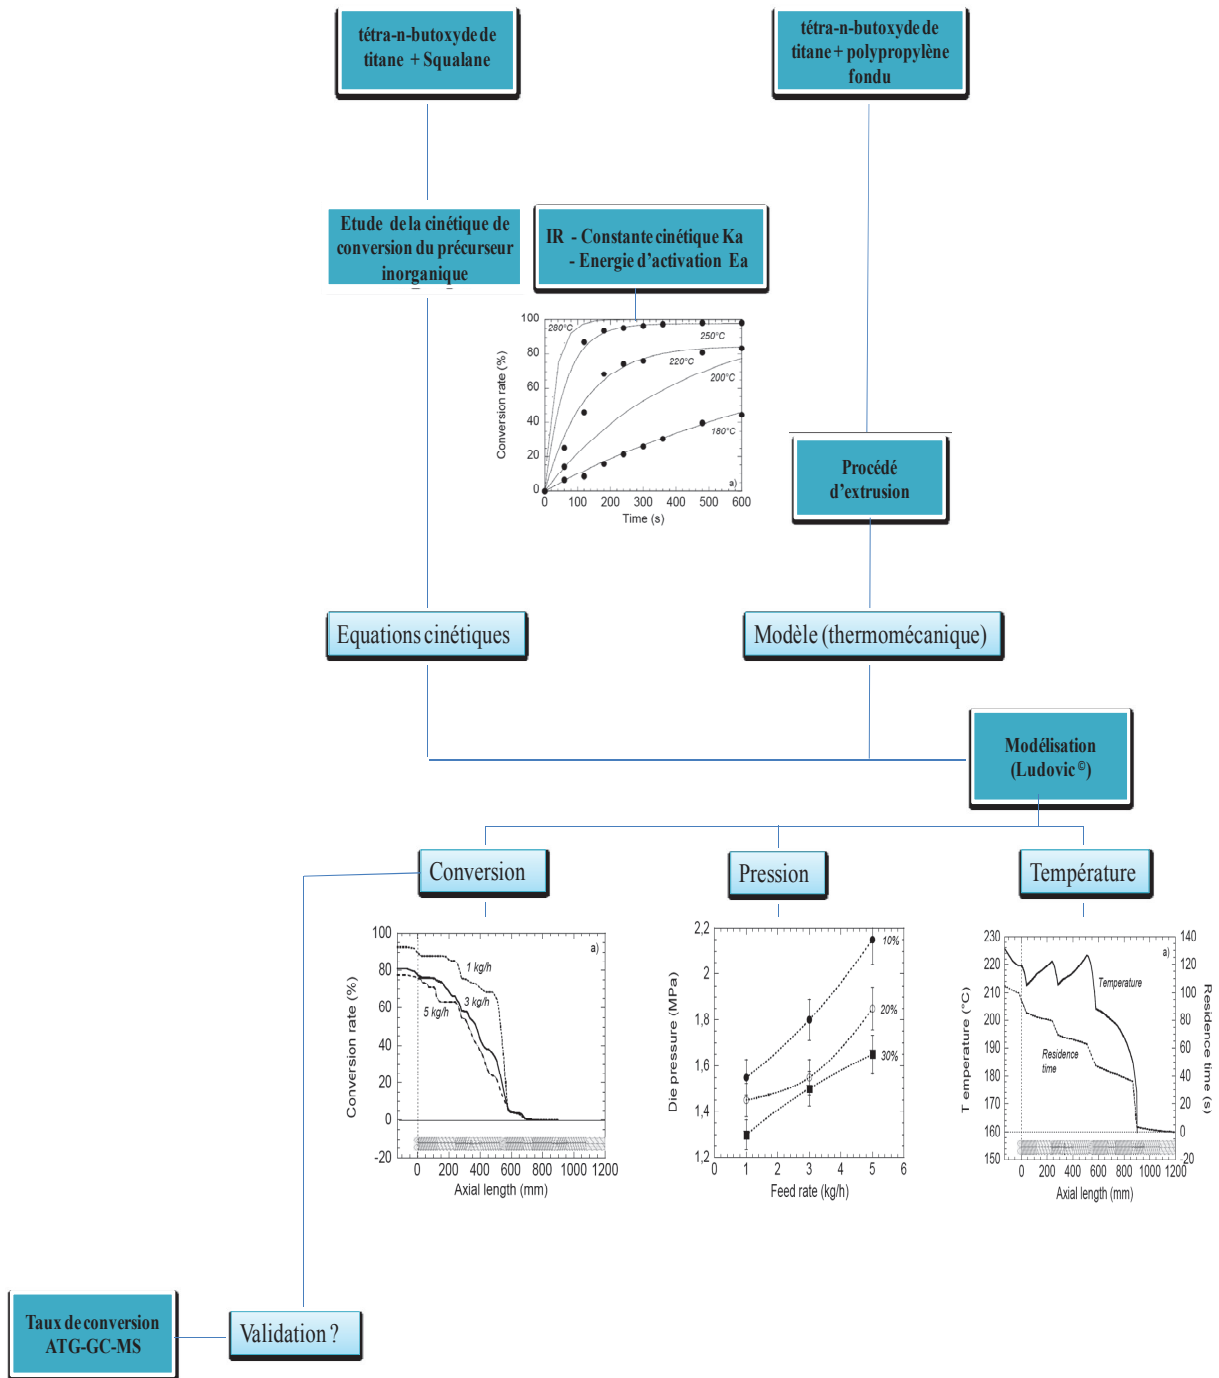 tétra-n-butoxyde de
titane + Squalane
tétra-n-butoxyde de
titane + polypropylène
fondu
Etude de la cinétique de
conversion du précurseur
inorganique
IR - Constante cinétique Ka
- Energie d'activation Ea
Conversion rate (%)
100
80
60
40
20
0
280°C
250°C
220°C
200°C
180°C
a)
0 100 200 300 400 500 600
Time (s)
Procédé
d'extrusion
Equations cinétiques
Modèle (thermomécanique)
Modélisation
(Ludovic ©)
Conversion
Pression
Température
Conversion rate (%)
100
80
60
40
20
0
-20
a)
1 kg/h
3 kg/h
5 kg/h
0 200 400 600 800 1000 1200
Axial length (mm)
Die pressure (MPa)
2,2
2
1,8
1,6
1,4
1,2
10%
20%
30%
0 1 2 3 4 5 6
Feed rate (kg/h)
T emperature (°C)
230
220
210
200
190
180
170
160
150
a)
Temperature
Residence
time
140
120
100
80
60
40
20
0
-20
Residence time (s)
0 200 400 600 800 1000 1200
Axial length (mm)
Taux de conversion
ATG-GC-MS
Validation ?